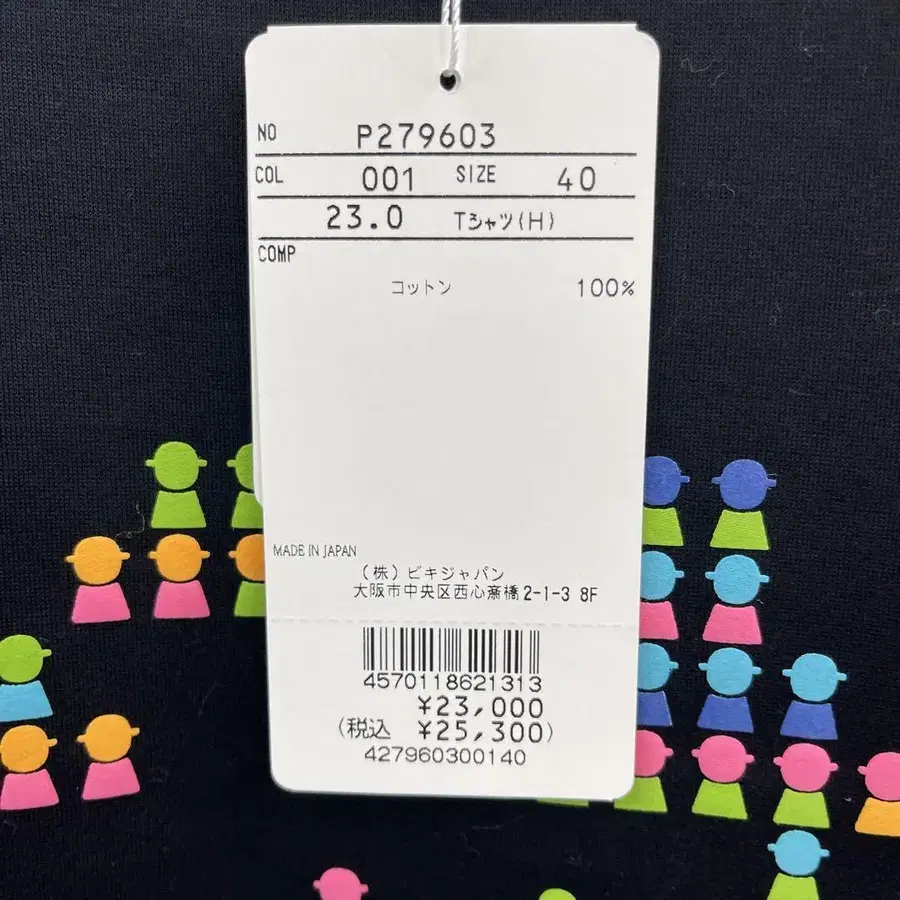 NO P279603
COL 001 SIZE 40
23.0 Tシャツ(H)
COMP
コットン 100%
MADE IN JAPAN
(株)ビキジャパン
大阪市中央区西心斎橋2-1-3 8F
4570118621313
¥23,000
(税込 ¥25,300)
427960300140